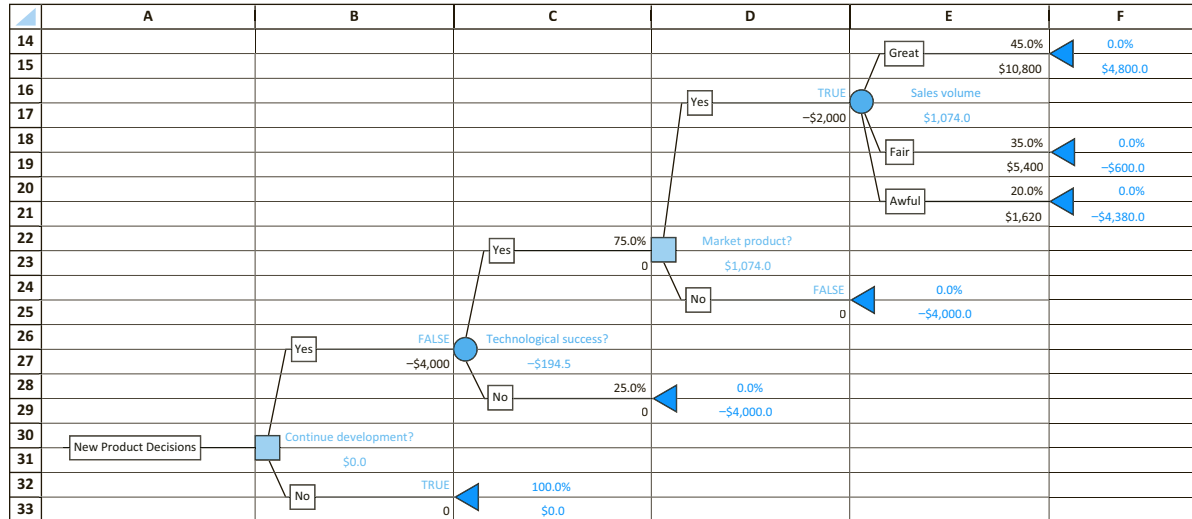 A B C D E F
14 Great 45.0% 0.0%
15 $10,800 $4,800.0
16 Yes TRUE Sales volume
17 −$2,000 $1,074.0
18 Fair 35.0% 0.0%
19 $5,400 −$600.0
20 Awful 20.0% 0.0%
21 $1,620 −$4,380.0
22 Yes 75.0% Market product?
23 0 $1,074.0
24 No FALSE 0.0%
25 0 −$4,000.0
26 Yes FALSE Technological success?
27 −$4,000 −$194.5
28 No 25.0% 0.0%
29 0 −$4,000.0
30 New Product Decisions Continue development?
31 $0.0
32 No TRUE 100.0%
33 0 $0.0